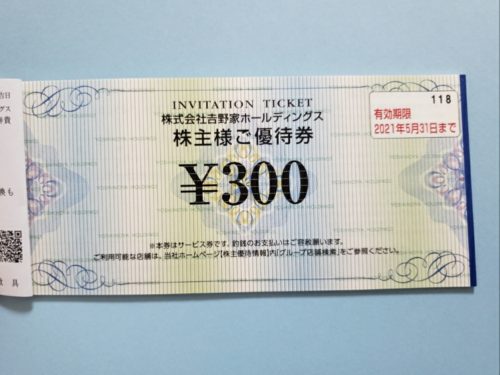 INVITATION TICKET
118
株式会社吉野家ホールディングス
有効期限
2021年5月31日まで
株主様ご優待券
¥300
※本券はサービス券です。釣銭のお支払いはご容赦願います。
ご利用可能な店舗は、当社ホームページ【株主優待情報】内「グループ店舗検索」をご参照ください。
YOSHINOYA HOLDINGS